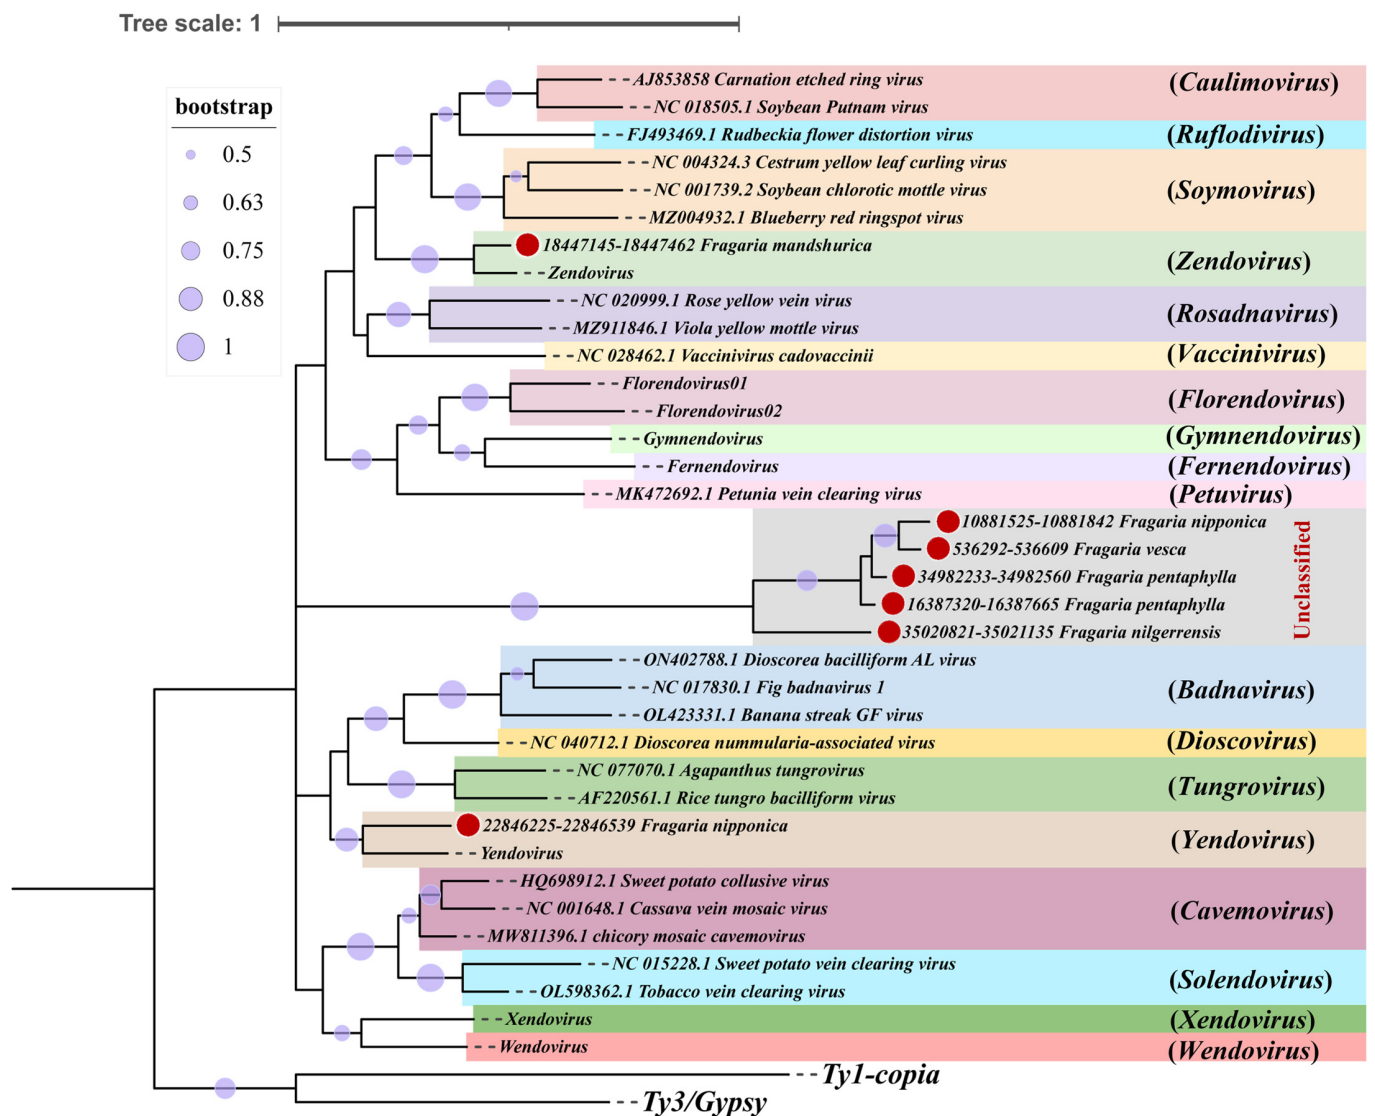 Tree scale: 1
bootstrap
0.5
0.63
0.75
0.88
1
AJ853858 Carnation etched ring virus
NC 018505.1 Soybean Putnam virus
(Caulimovirus)
FJ493469.1 Rudbeckia flower distortion virus (Ruflodivirus)
NC 004324.3 Cestrum yellow leaf curling virus
NC 001739.2 Soybean chlorotic mottle virus (Soymovirus)
MZ004932.1 Blueberry red ringspot virus
18447145-18447462 Fragaria mandshurica
Zendovirus
(Zendovirus)
NC 020999.1 Rose yellow vein virus
MZ911846.1 Viola yellow mottle virus
(Rosadnavirus)
NC 028462.1 Vaccinivirus cadovaccinii (Vaccinivirus)
Florendovirus01
Florendovirus02
(Florendovirus)
Gymnendovirus (Gymnendovirus)
Fernendovirus (Fernendovirus)
MK472692.1 Petunia vein clearing virus (Petuvirus)
10881525-10881842 Fragaria nipponica
536292-536609 Fragaria vesca
34982233-34982560 Fragaria pentaphylla
16387320-16387665 Fragaria pentaphylla
35020821-35021135 Fragaria nilgerrensis
Unclassified
ON402788.1 Dioscorea bacilliform AL virus
NC 017830.1 Fig badnavirus 1 (Badnavirus)
OL423331.1 Banana streak GF virus
NC 040712.1 Dioscorea nummularia-associated virus (Dioscovirus)
NC 077070.1 Agapanthus tungrovirus
AF220561.1 Rice tungro bacilliform virus
(Tungrovirus)
22846225-22846539 Fragaria nipponica
Yendovirus
(Yendovirus)
HQ698912.1 Sweet potato collusive virus
NC 001648.1 Cassava vein mosaic virus (Cavemovirus)
MW811396.1 chicory mosaic cavemovirus
NC 015228.1 Sweet potato vein clearing virus
OL598362.1 Tobacco vein clearing virus
(Solendovirus)
Xendovirus (Xendovirus)
Wendovirus (Wendovirus)
Ty1-copia
Ty3/Gypsy